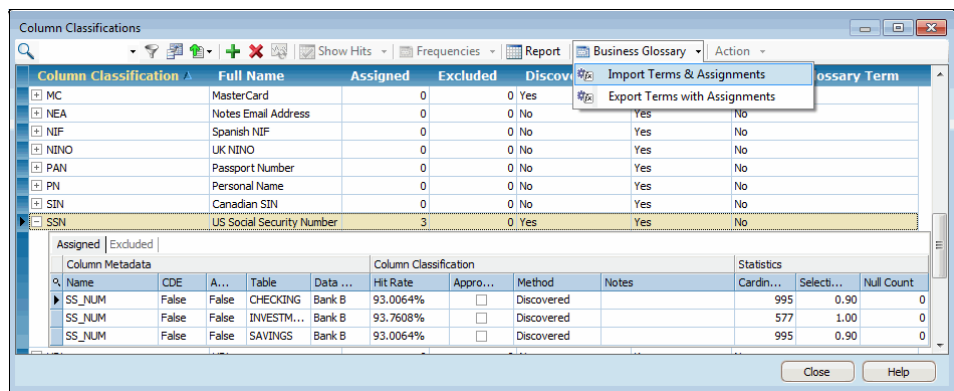 Column Classifications
Show Hits Frequencies Report Business Glossary Action
Import Terms & Assignments
Export Terms with Assignments
Column Classification Full Name Assigned Excluded Discove lossary Term
MC MasterCard 0 0 Yes
NEA Notes Email Address 0 0 No Yes No
NIF Spanish NIF 0 0 No Yes No
NINO UK NINO 0 0 No Yes No
PAN Passport Number 0 0 No Yes No
PN Personal Name 0 0 No Yes No
SIN Canadian SIN 0 0 No Yes No
SSN US Social Security Number 3 0 Yes Yes No
Assigned Excluded
Column Metadata Column Classification Statistics
Name CDE A... Table Data ... Hit Rate Appro... Method Notes Cardin... Selecti... Null Count
SS_NUM False False CHECKING Bank B 93.0064% Discovered 995 0.90 0
SS_NUM False False INVESTM... Bank B 93.7608% Discovered 577 1.00 0
SS_NUM False False SAVINGS Bank B 93.0064% Discovered 995 0.90 0
Close Help